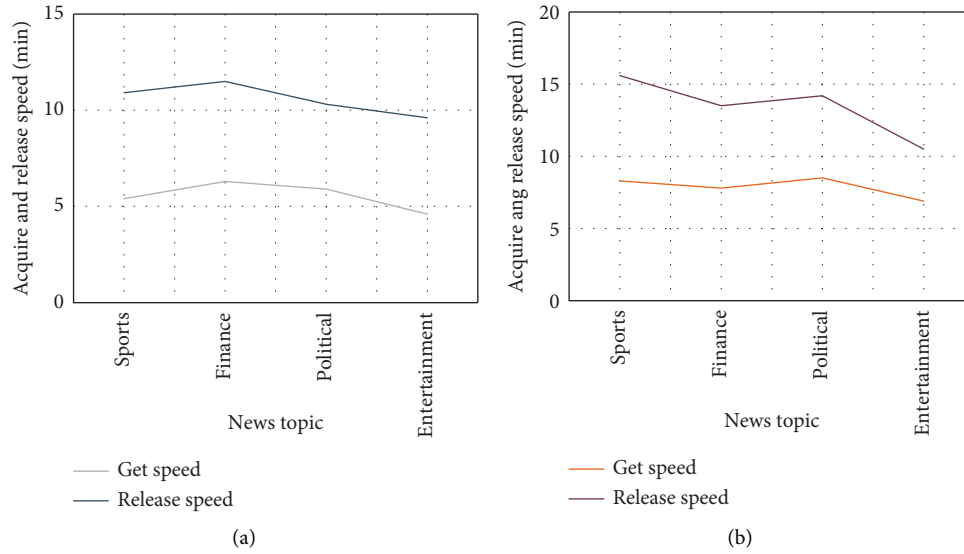 Acquire and release speed (min)
15
10
5
0
Sports
Finance
Political
Entertainment
News topic
Get speed
Release speed
(a)
Acquire ang release speed (min)
20
15
10
5
0
Sports
Finance
Political
Entertainment
News topic
Get speed
Release speed
(b)